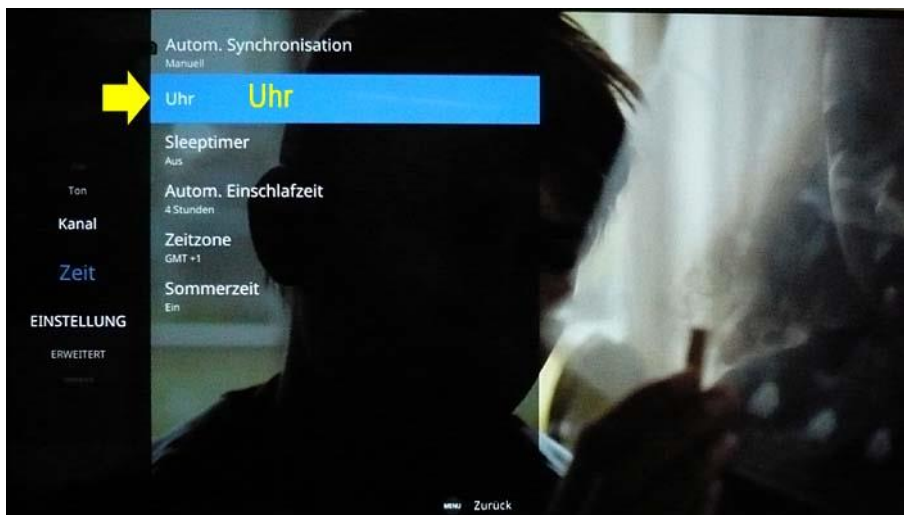 Autom. Synchronisation
Manuell
Uhr Uhr
Sleeptimer
Aus
Autom. Einschlafzeit
4 Stunden
Zeitzone
GMT +1
Sommerzeit
Ein
Ton
Kanal
Zeit
EINSTELLUNG
ERWEITERT
MENU Zurück